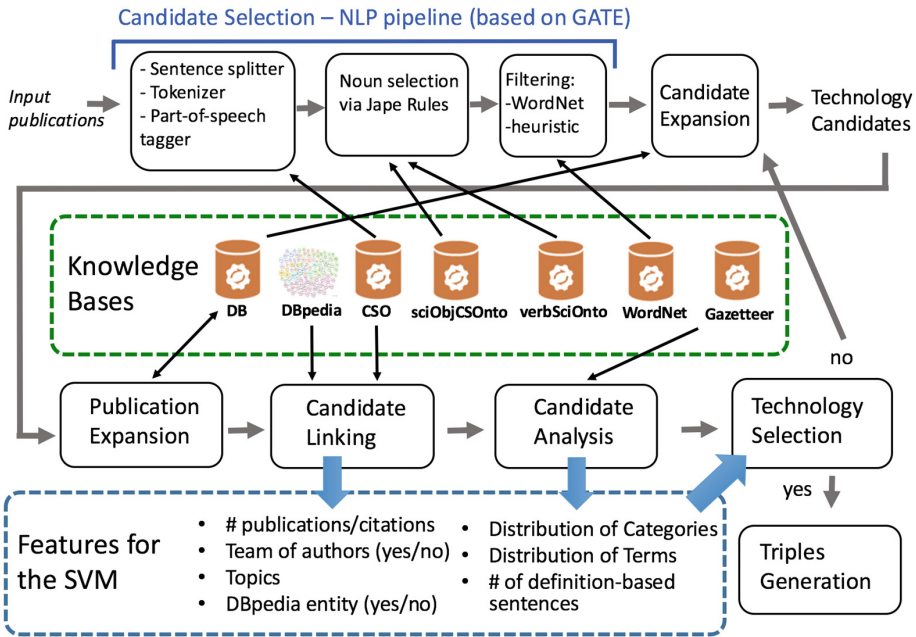 Candidate Selection – NLP pipeline (based on GATE)
Input
publications
- Sentence splitter
- Tokenizer
- Part-of-speech
tagger
Noun selection
via Jape Rules
Filtering:
-WordNet
-heuristic
Candidate
Expansion
Technology
Candidates
Knowledge
Bases
DB
DBpedia
CSO
sciObjCSOnto
verbSciOnto
WordNet
Gazetteer
no
Publication
Expansion
Candidate
Linking
Candidate
Analysis
Technology
Selection
yes
Features for
the SVM
• # publications/citations
• Team of authors (yes/no)
• Topics
• DBpedia entity (yes/no)
• Distribution of Categories
• Distribution of Terms
• # of definition-based
sentences
Triples
Generation